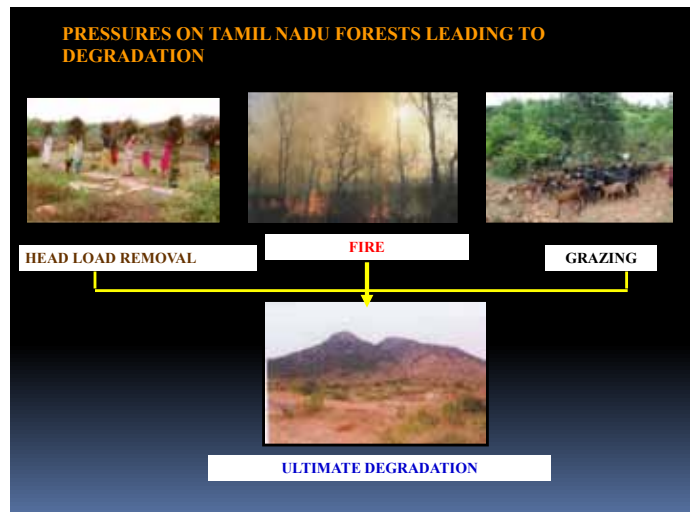 PRESSURES ON TAMIL NADU FORESTS LEADING TO
DEGRADATION
HEAD LOAD REMOVAL
FIRE
GRAZING
ULTIMATE DEGRADATION